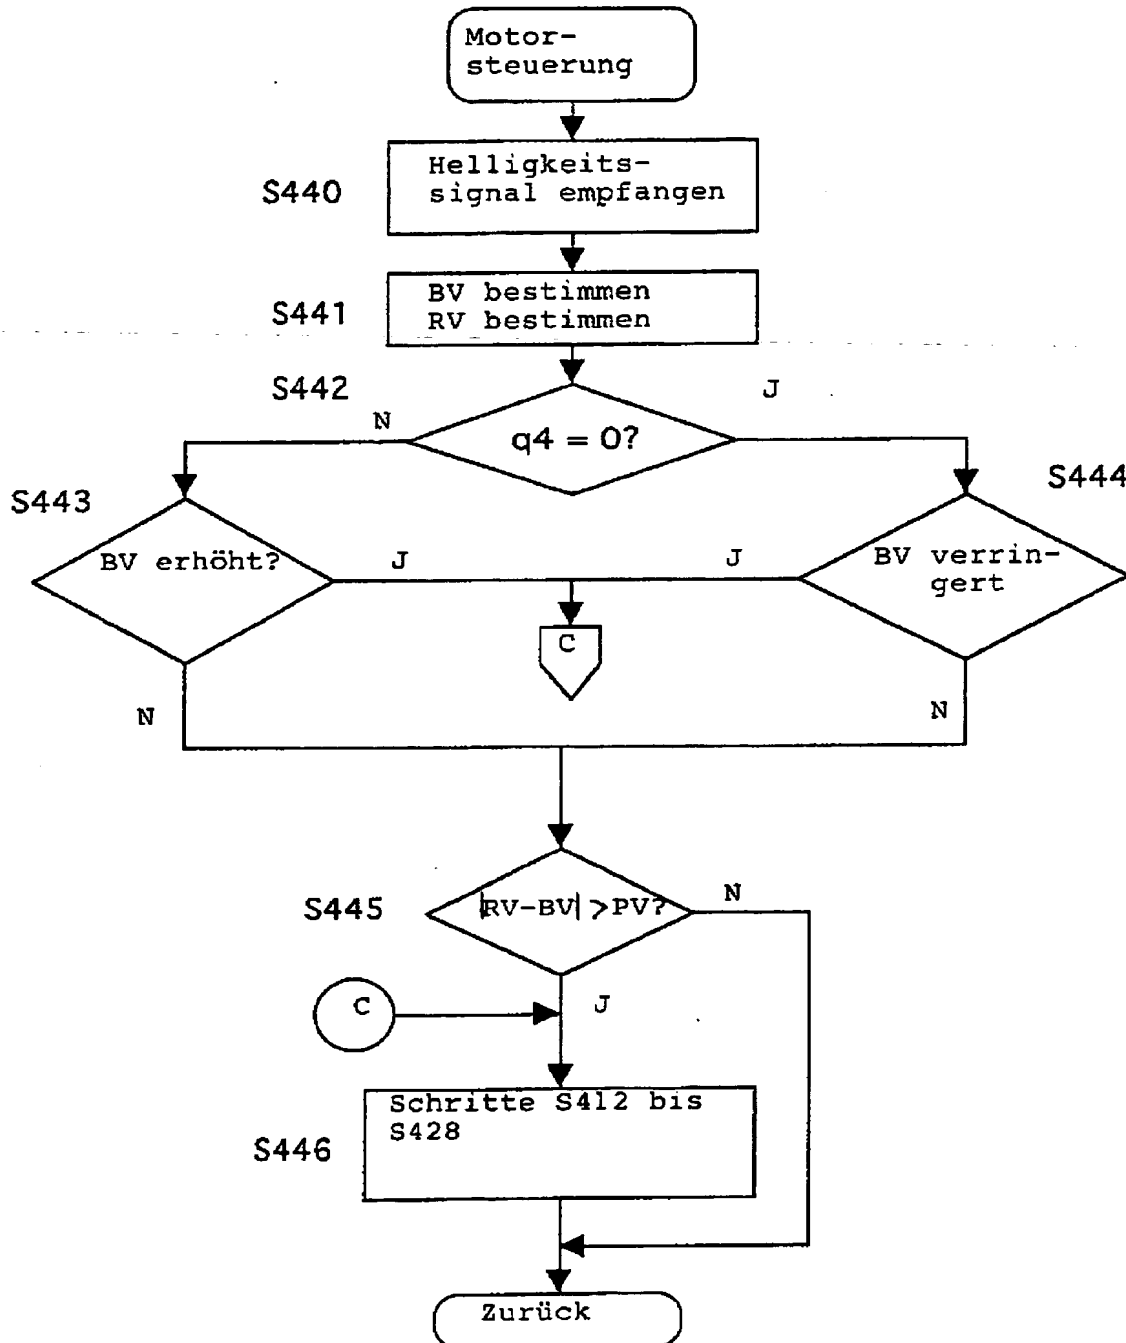 Motor-
steuerung
Helligkeits-
signal empfangen
S440
BV bestimmen
RV bestimmen
S441
S442
J
N
q4 = 0?
S443
S444
BV erhöht?
J
J
BV verrin-
gert
C
N
N
S445
|RV-BV|>PV?
N
C
J
Schritte S412 bis
S428
S446
Zurück